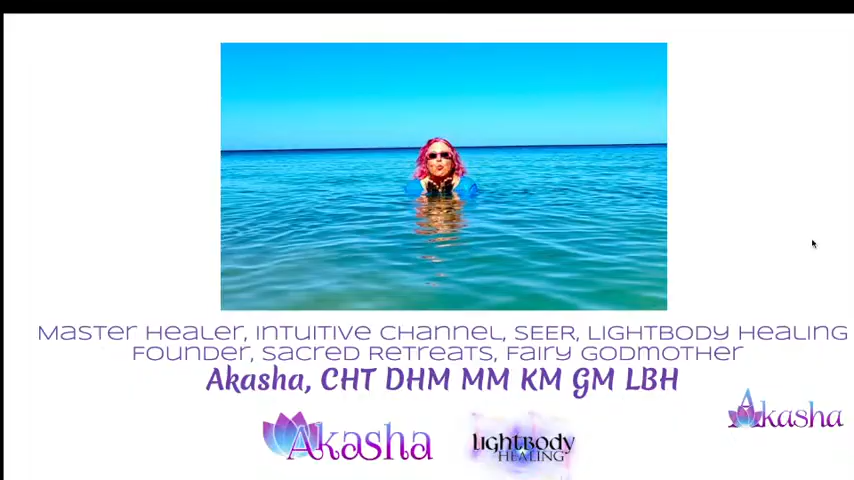 Master Healer, Intuitive Channel, SEER, Lightbody Healing
Founder, Sacred Retreats, Fairy Godmother
Akasha, CHT DHM MM KM GM LBH
Akasha
lightbody
HEALING
Akasha